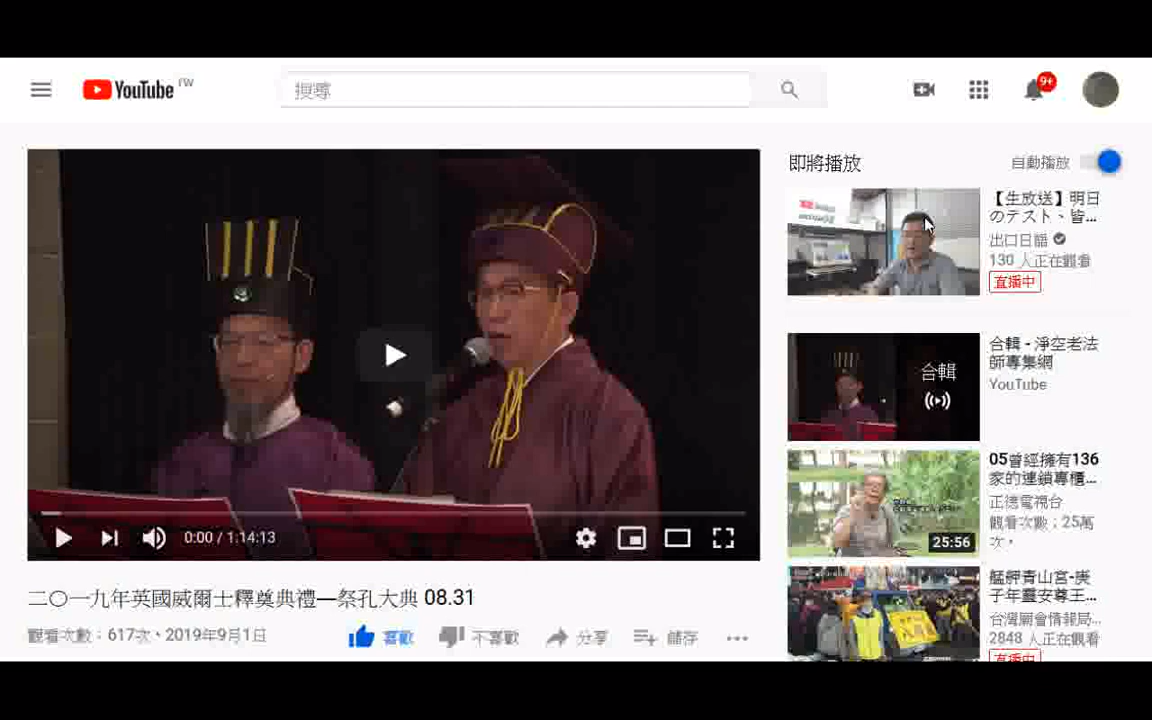 YouTube TW
搜尋
9+
即將播放
自動播放
【生放送】明日
のテスト、皆...
出口日語
130 人正在觀看
直播中
合輯
合輯 - 淨空老法
師專集網
YouTube
05曾經擁有136
家的連鎖專櫃...
正德電視台
觀看次數：25萬
次・
25:56
艋舺青山宮-庚
子年靈安尊王...
台灣廟會情報局...
2848 人正在觀看
直播中
0:00 / 1:14:13
二〇一九年英國威爾士釋奠典禮—祭孔大典 08.31
觀看次數：617次・2019年9月1日
喜歡
不喜歡
分享
儲存